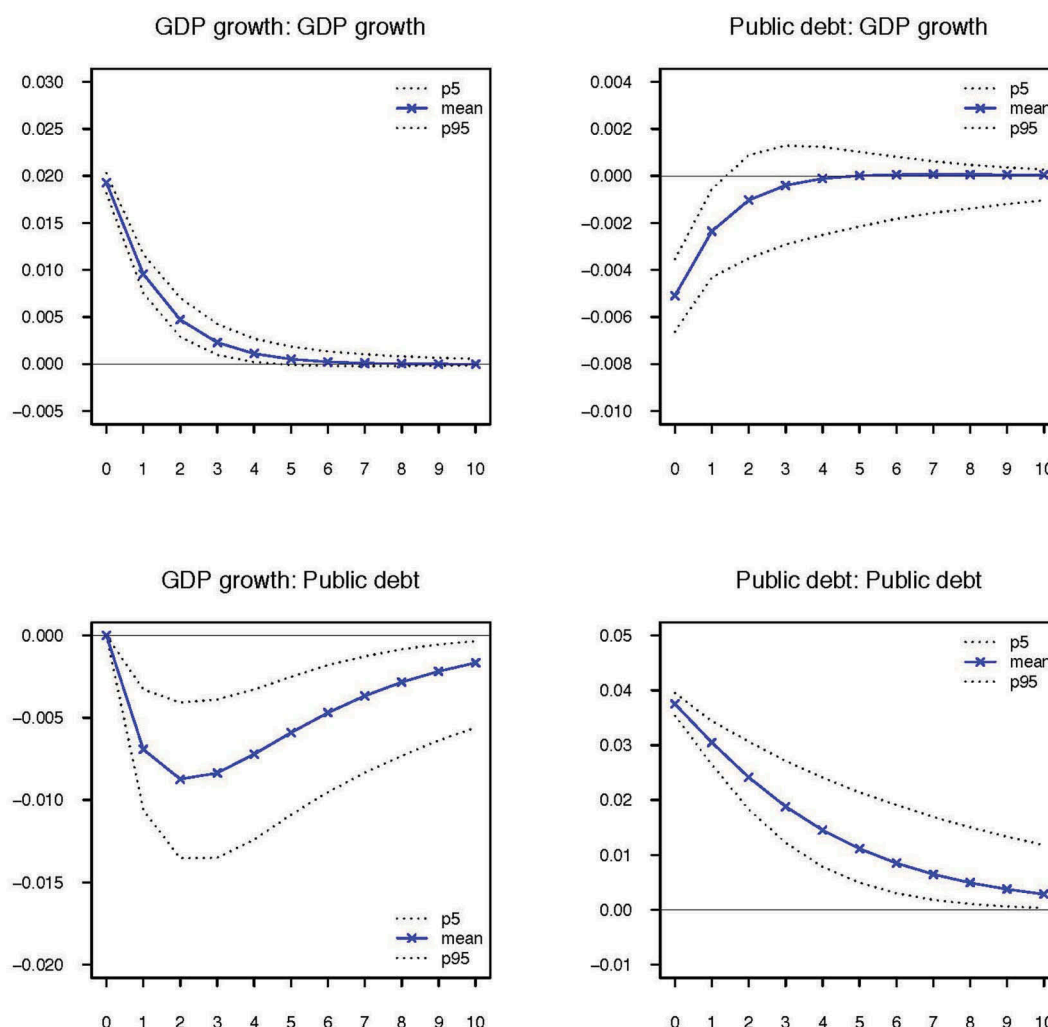 GDP growth: GDP growth
0.030
0.025
0.020
0.015
0.010
0.005
0.000
−0.005
p5
mean
p95
0 1 2 3 4 5 6 7 8 9 10
Public debt: GDP growth
0.004
0.002
0.000
−0.002
−0.004
−0.006
−0.008
−0.010
p5
mean
p95
0 1 2 3 4 5 6 7 8 9 10
GDP growth: Public debt
0.000
−0.005
−0.010
−0.015
−0.020
p5
mean
p95
0 1 2 3 4 5 6 7 8 9 10
Public debt: Public debt
0.05
0.04
0.03
0.02
0.01
0.00
−0.01
p5
mean
p95
0 1 2 3 4 5 6 7 8 9 10